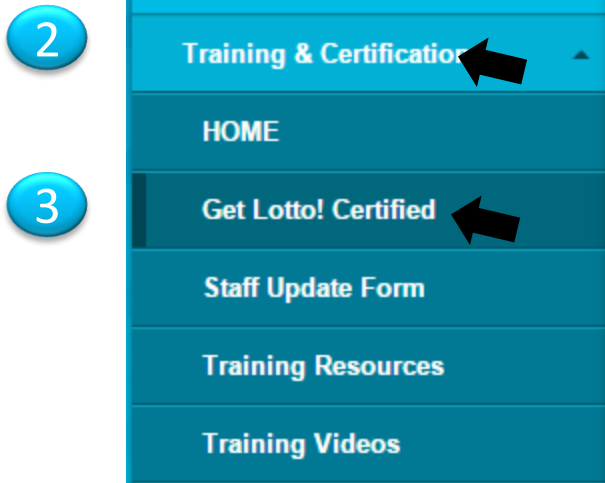 2
Training & Certification
HOME
3
Get Lotto! Certified
Staff Update Form
Training Resources
Training Videos